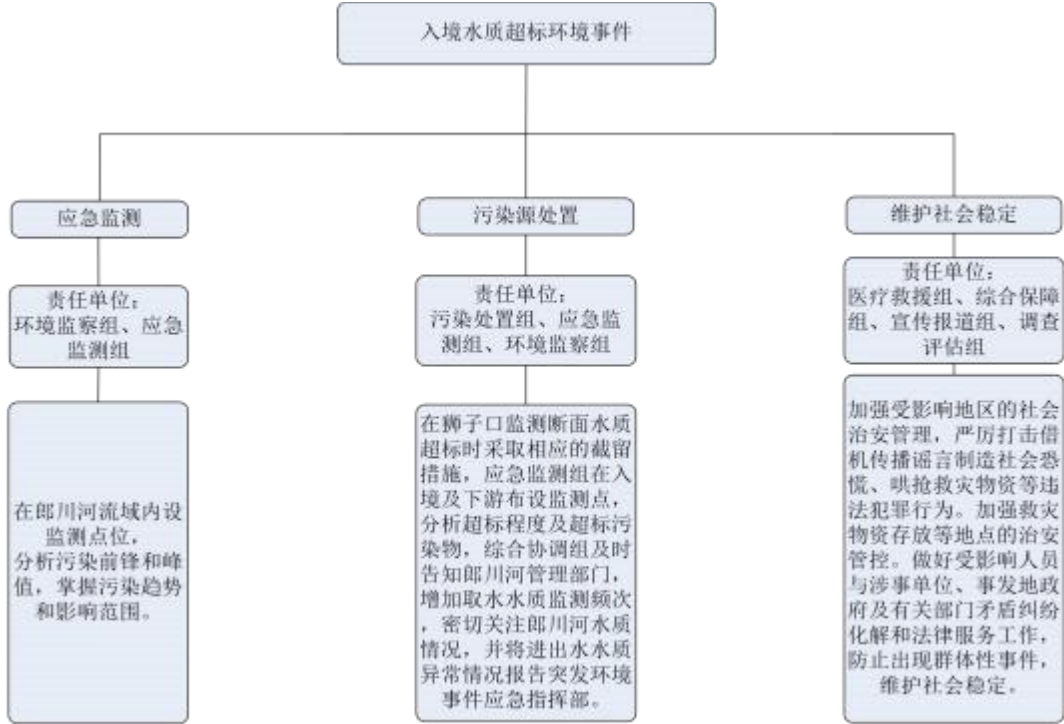 入境水质超标环境事件
应急监测
责任单位：
环境监察组、应急
监测组
在郎川河流域内设
监测点位，
分析污染前锋和峰
值，掌握污染趋势
和影响范围。
污染源处置
责任单位：
污染处置组、应急监
测组、环境监察组
在狮子口监测断面水质
超标时采取相应的截留
措施，应急监测组在入
境及下游布设监测点，
分析超标程度及超标污
染物，综合协调组及时
告知郎川河管理部门，
增加取水水质监测频次
，密切关注郎川河水质
情况，并将进出水水质
异常情况报告突发环境
事件应急指挥部。
维护社会稳定
责任单位：
医疗救援组、综合保障
组、宣传报道组、调查
评估组
加强受影响地区的社会
治安管理，严厉打击借
机传播谣言制造社会恐
慌、哄抢救灾物资等违
法犯罪行为。加强救灾
物资存放等地点的治安
管控。做好受影响人员
与涉事单位、事发地政
府及有关部门矛盾纠纷
化解和法律服务工作，
防止出现群体性事件，
维护社会稳定。